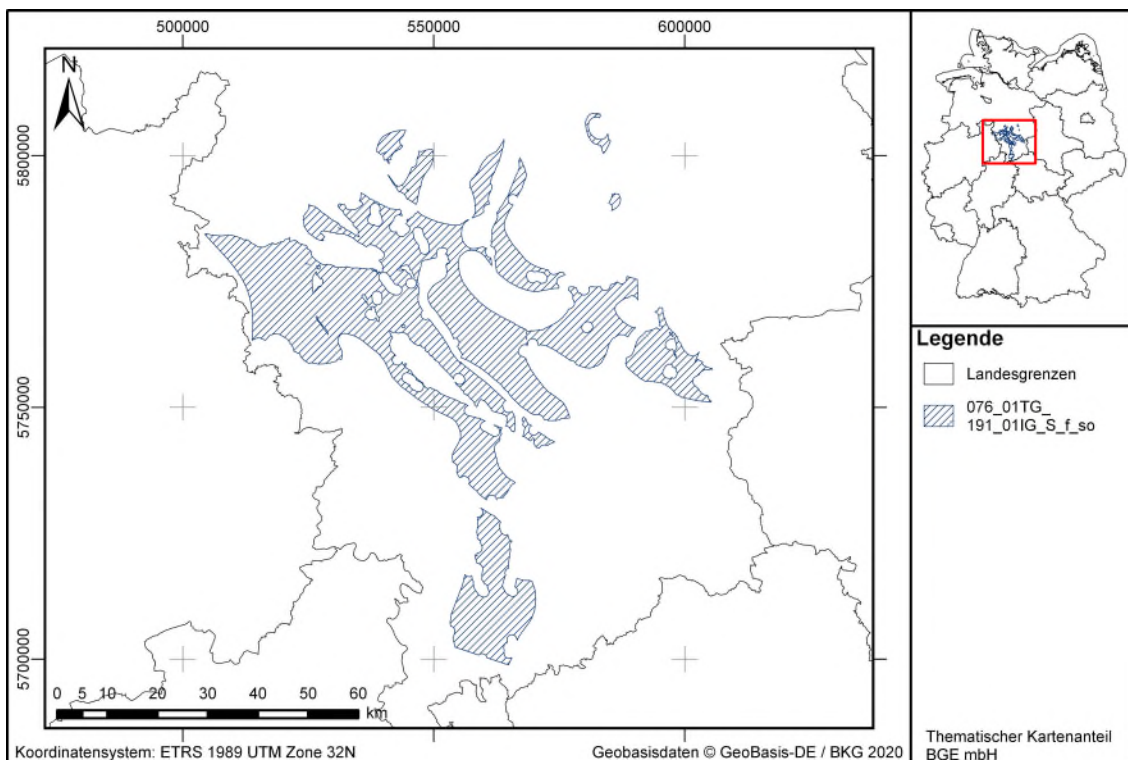 500000
550000
600000
N
5800000
5750000
5700000
0
5
10
20
30
40
50
60
km
Koordinatensystem: ETRS 1989 UTM Zone 32N
Geobasisdaten © GeoBasis-DE / BKG 2020
Legende
Landesgrenzen
076_01TG_
191_01IG_S_f_so
Thematischer Kartenanteil
BGE mbH